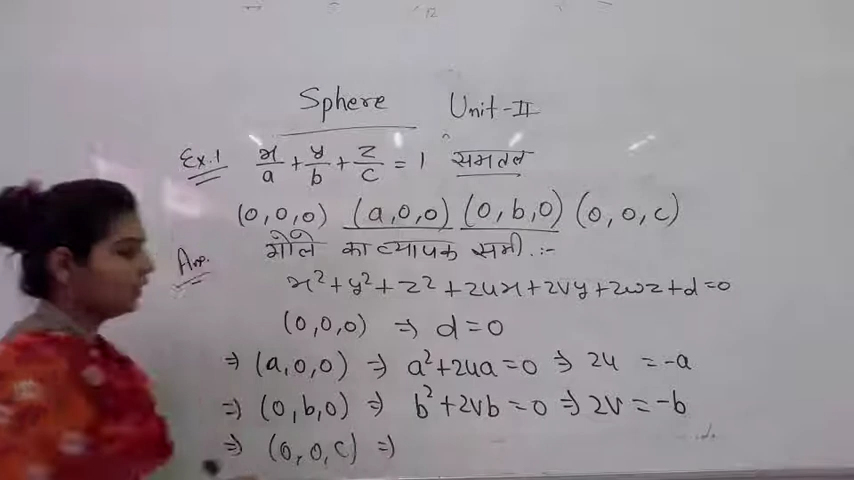 Sphere Unit-II
Ex.1 x/a + y/b + z/c = 1 समतल
(0,0,0) (a,0,0) (0,b,0) (0,0,c)
गोले का व्यापक समी. :-
Ans. x² + y² + z² + 2ux + 2vy + 2wz + d = 0
(0,0,0) ⇒ d = 0
⇒ (a,0,0) ⇒ a² + 2ua = 0 ⇒ 2u = -a
⇒ (0,b,0) ⇒ b² + 2vb = 0 ⇒ 2v = -b
⇒ (0,0,c) ⇒